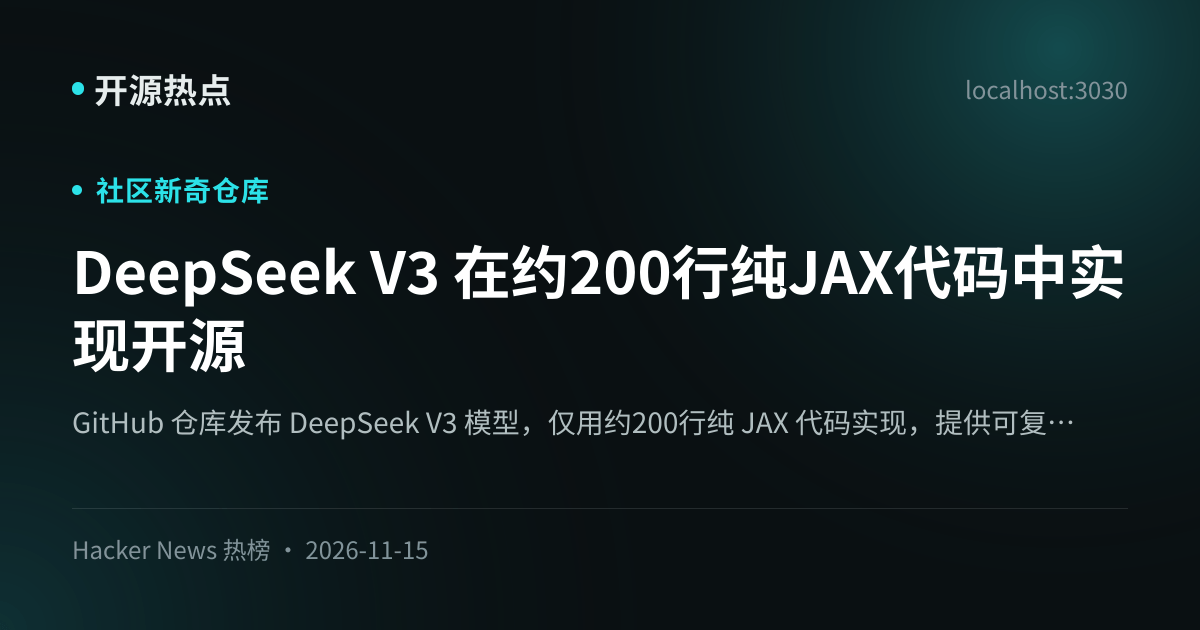 开源热点
localhost:3030
社区新奇仓库
DeepSeek V3 在约200行纯JAX代码中实
现开源
GitHub 仓库发布 DeepSeek V3 模型，仅用约200行纯 JAX 代码实现，提供可复…
Hacker News 热榜 · 2026-11-15